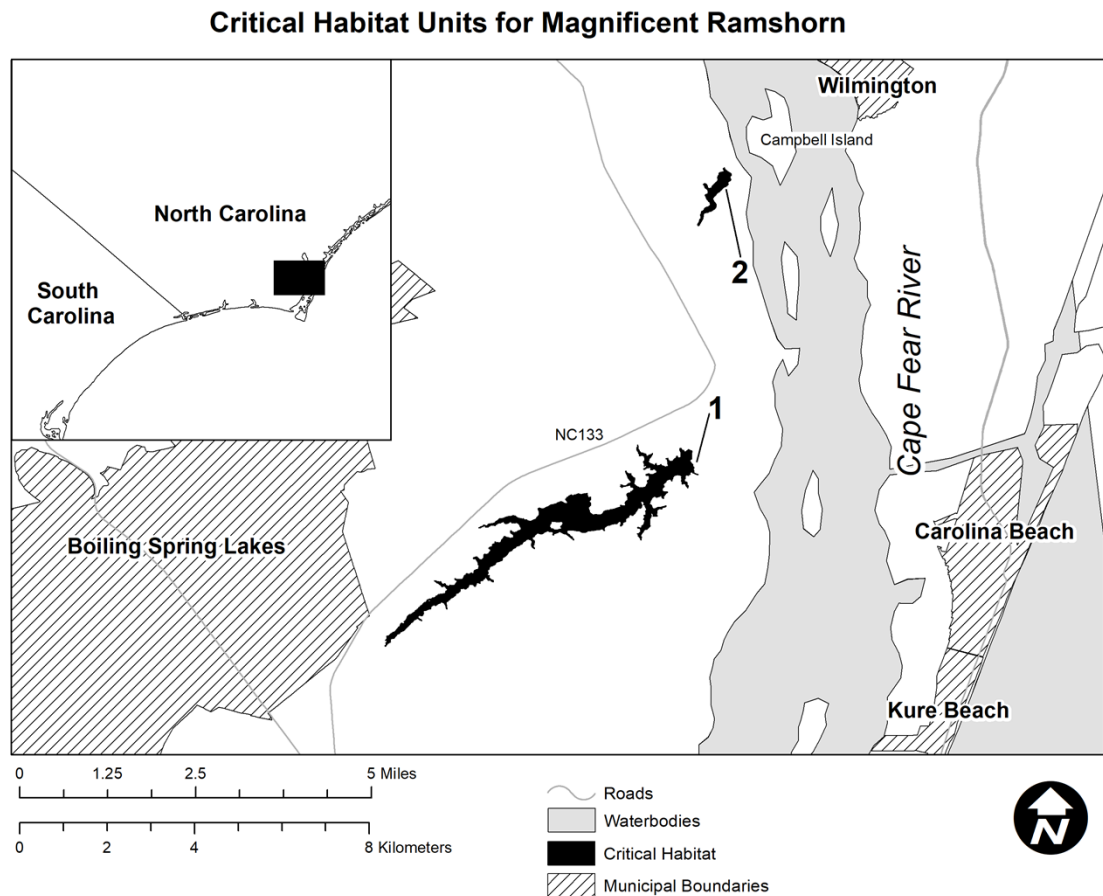 Critical Habitat Units for Magnificent Ramshorn
Wilmington
Campbell Island
North Carolina
South
Carolina
2
Cape Fear River
1
NC133
Boiling Spring Lakes
Carolina Beach
Kure Beach
0 1.25 2.5 5 Miles
0 2 4 8 Kilometers
Roads
Waterbodies
Critical Habitat
Municipal Boundaries
N